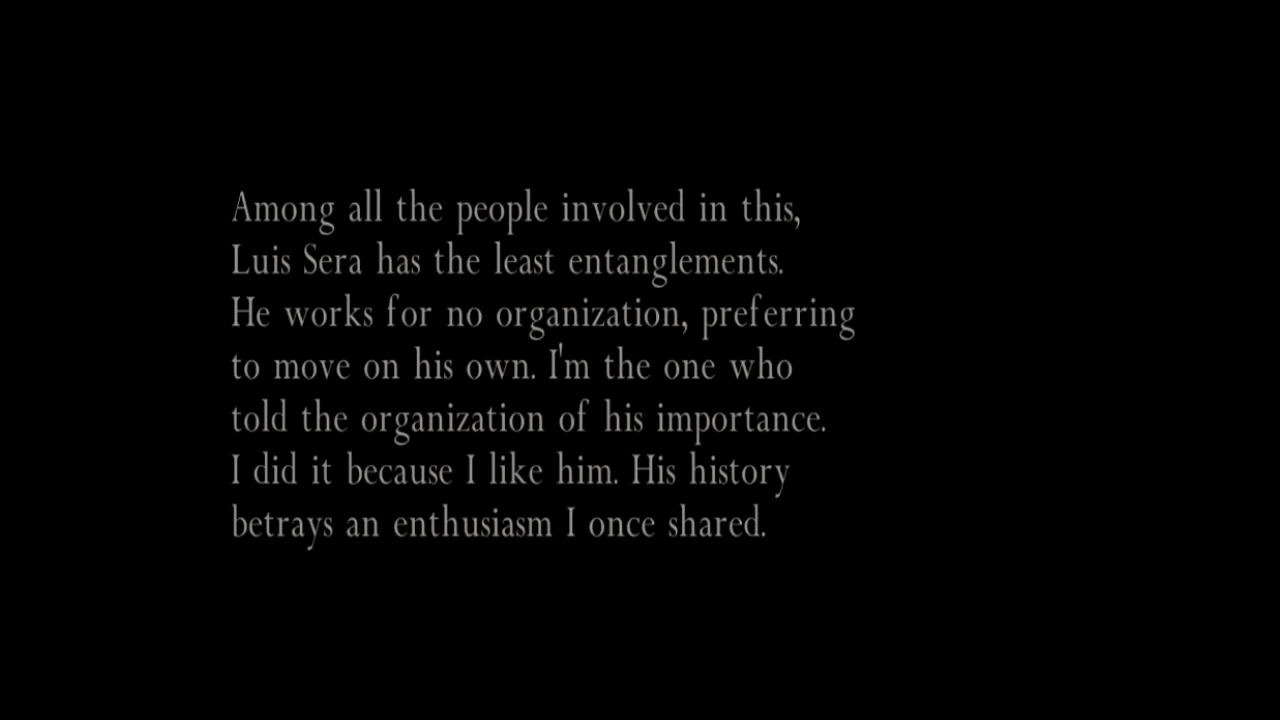 Among all the people involved in this,
Luis Sera has the least entanglements.
He works for no organization, preferring
to move on his own. I'm the one who
told the organization of his importance.
I did it because I like him. His history
betrays an enthusiasm I once shared.